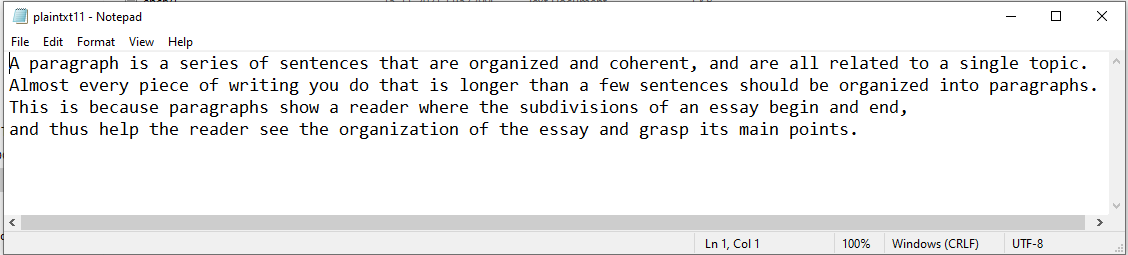 plaintxt11 - Notepad
File Edit Format View Help
A paragraph is a series of sentences that are organized and coherent, and are all related to a single topic.
Almost every piece of writing you do that is longer than a few sentences should be organized into paragraphs.
This is because paragraphs show a reader where the subdivisions of an essay begin and end,
and thus help the reader see the organization of the essay and grasp its main points.
Ln 1, Col 1 100% Windows (CRLF) UTF-8